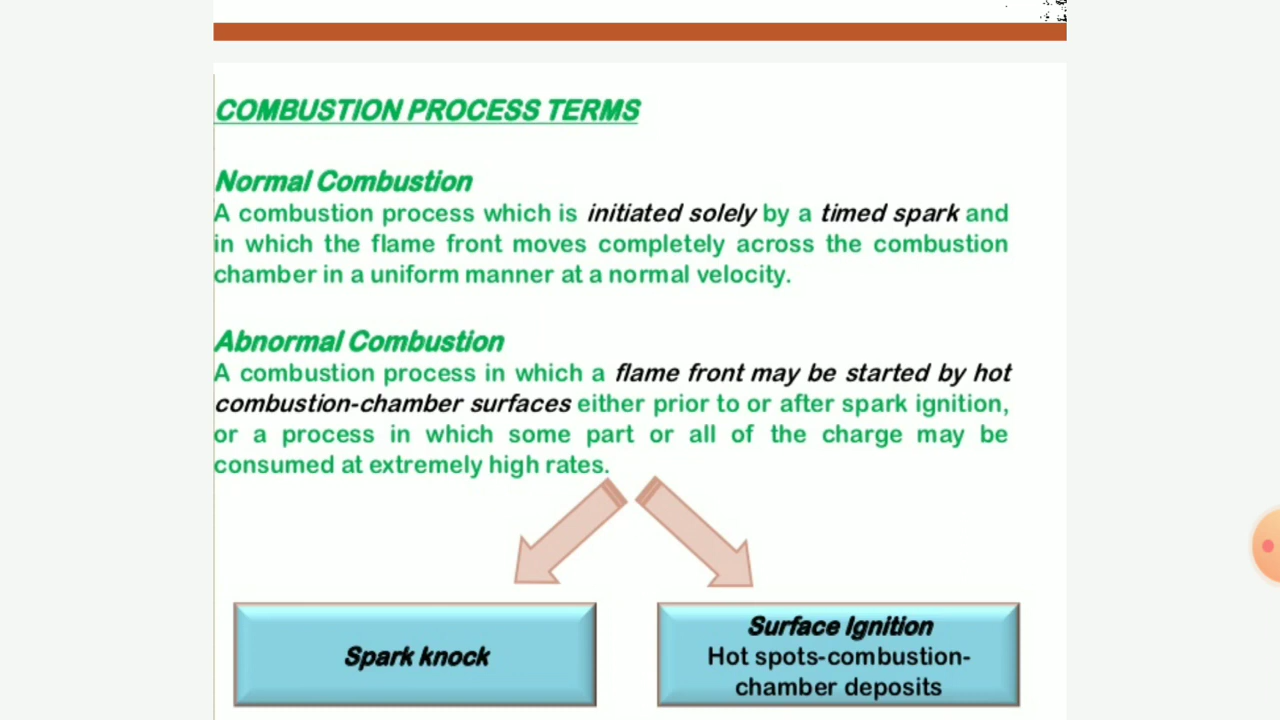 COMBUSTION PROCESS TERMS
Normal Combustion
A combustion process which is initiated solely by a timed spark and
in which the flame front moves completely across the combustion
chamber in a uniform manner at a normal velocity.
Abnormal Combustion
A combustion process in which a flame front may be started by hot
combustion-chamber surfaces either prior to or after spark ignition,
or a process in which some part or all of the charge may be
consumed at extremely high rates.
Spark knock
Surface Ignition
Hot spots-combustion-
chamber deposits